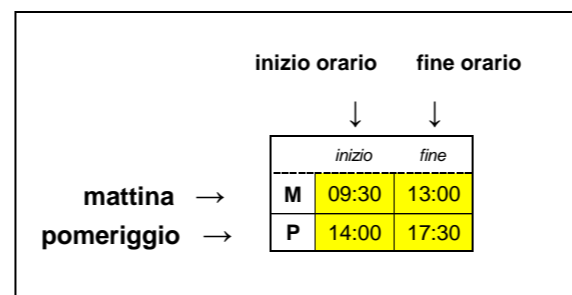 inizio orario fine orario
↓ ↓
inizio fine
mattina → M 09:30 13:00
pomeriggio → P 14:00 17:30